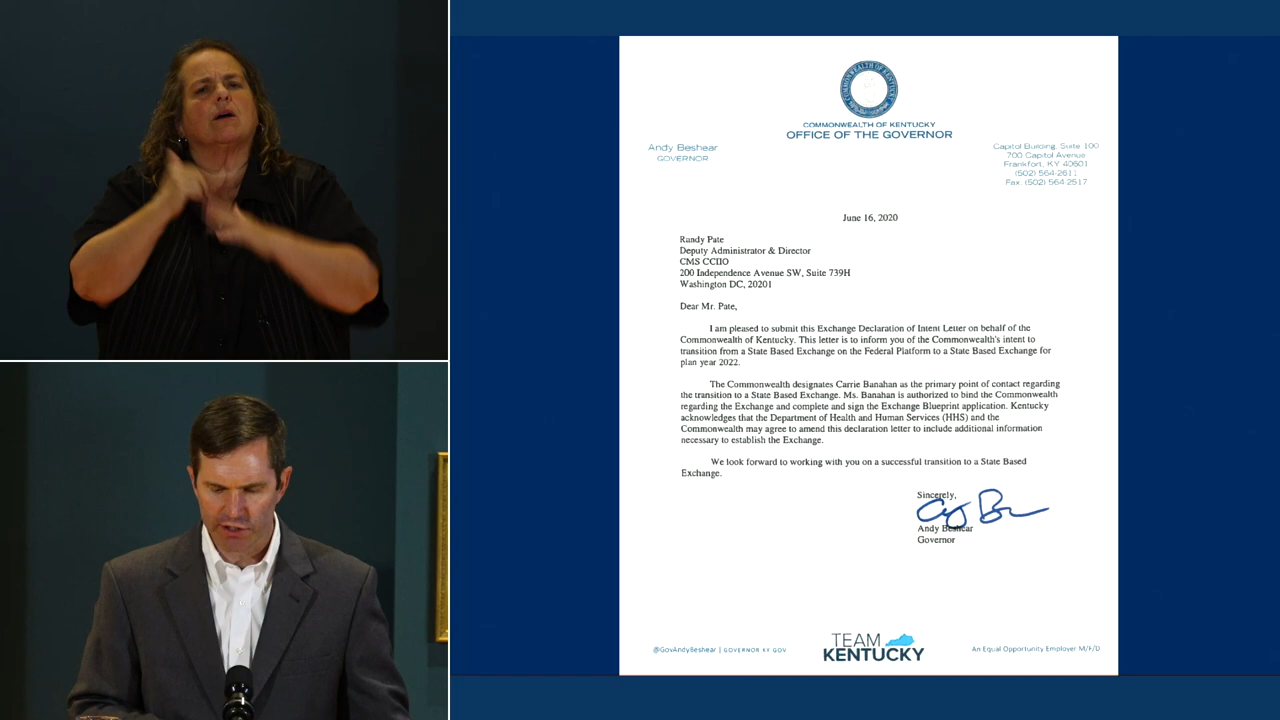 COMMONWEALTH OF KENTUCKY
COMMONWEALTH OF KENTUCKY
OFFICE OF THE GOVERNOR
Andy Beshear
GOVERNOR
Capitol Building, Suite 100
700 Capitol Avenue
Frankfort, KY 40601
(502) 564-2611
Fax: (502) 564-2517
June 16, 2020
Randy Pate
Deputy Administrator & Director
CMS CCIIO
200 Independence Avenue SW, Suite 739H
Washington DC, 20201
Dear Mr. Pate,
I am pleased to submit this Exchange Declaration of Intent Letter on behalf of the
Commonwealth of Kentucky. This letter is to inform you of the Commonwealth's intent to
transition from a State Based Exchange on the Federal Platform to a State Based Exchange for
plan year 2022.
The Commonwealth designates Carrie Banahan as the primary point of contact regarding
the transition to a State Based Exchange. Ms. Banahan is authorized to bind the Commonwealth
regarding the Exchange and complete and sign the Exchange Blueprint application. Kentucky
acknowledges that the Department of Health and Human Services (HHS) and the
Commonwealth may agree to amend this declaration letter to include additional information
necessary to establish the Exchange.
We look forward to working with you on a successful transition to a State Based
Exchange.
Sincerely,
Andy Beshear
Governor
@GovAndyBeshear | GOVERNOR.KY.GOV
TEAM
KENTUCKY
An Equal Opportunity Employer M/F/D